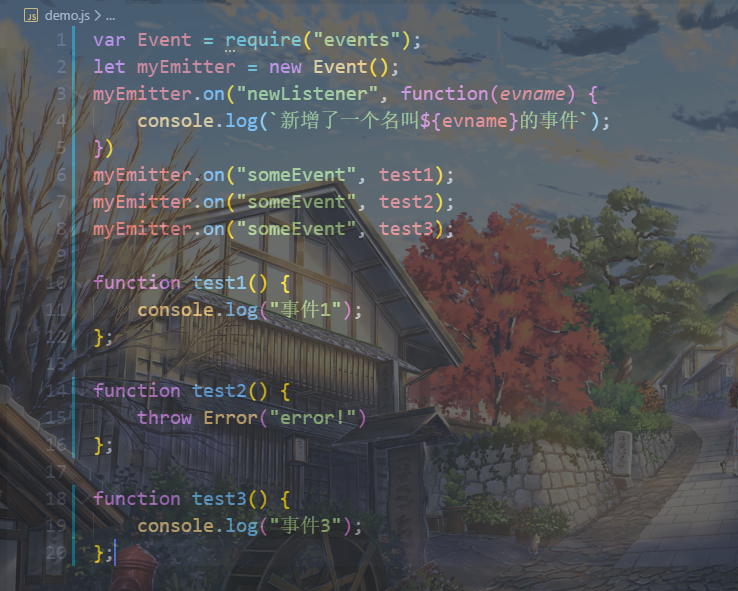 JS demo.js > ...
1 var Event = require("events");
2 let myEmitter = new Event();
3 myEmitter.on("newListener", function(evname) {
4     console.log(`新增了一个名叫${evname}的事件`);
5 })
6 myEmitter.on("someEvent", test1);
7 myEmitter.on("someEvent", test2);
8 myEmitter.on("someEvent", test3);
9
10 function test1() {
11     console.log("事件1");
12 };
13
14 function test2() {
15     throw Error("error!")
16 };
17
18 function test3() {
19     console.log("事件3");
20 };